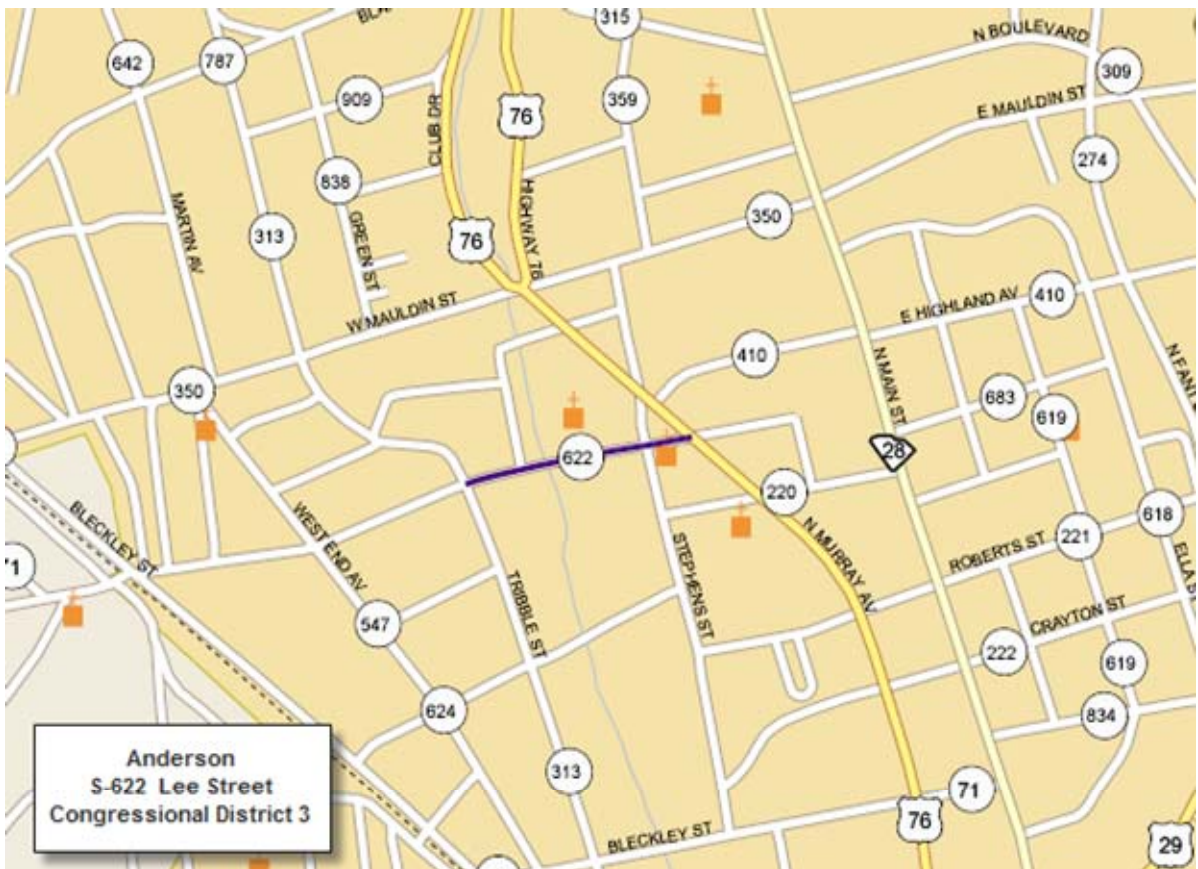 315
N BOULEVARD
642
787
309
909
359
E MAULDIN ST
76
CLUB DR
274
838
MARTIN AV
HIGHWAY 76
350
313
GREEN ST
76
W MAULDIN ST
E HIGHLAND AV
410
410
N MAIN ST
350
683
619
28
622
220
WEST END AV
BLECKLEY ST
618
221
STEPHENS ST
N MURRAY AV
ROBERTS ST
71
TRIBBLE ST
547
CRAYTON ST
222
619
624
834
Anderson
S-622 Lee Street
Congressional District 3
313
71
76
BLECKLEY ST
29